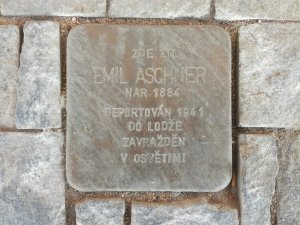 ZDE ŽIL
EMIL ASCHNER
NAR. 1884
DEPORTOVÁN 1941
DO LODŽE
ZAVRAŽDĚN
V OSVĚTIMI